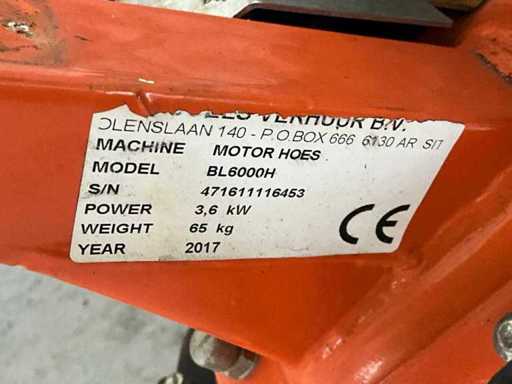 VERHUUR B.V.
OLENSLAAN 140 - P.O.BOX 666 6130 AR SIT
MACHINE MOTOR HOES
MODEL BL6000H
S/N 471611116453
POWER 3,6 kW
WEIGHT 65 kg
YEAR 2017
CE